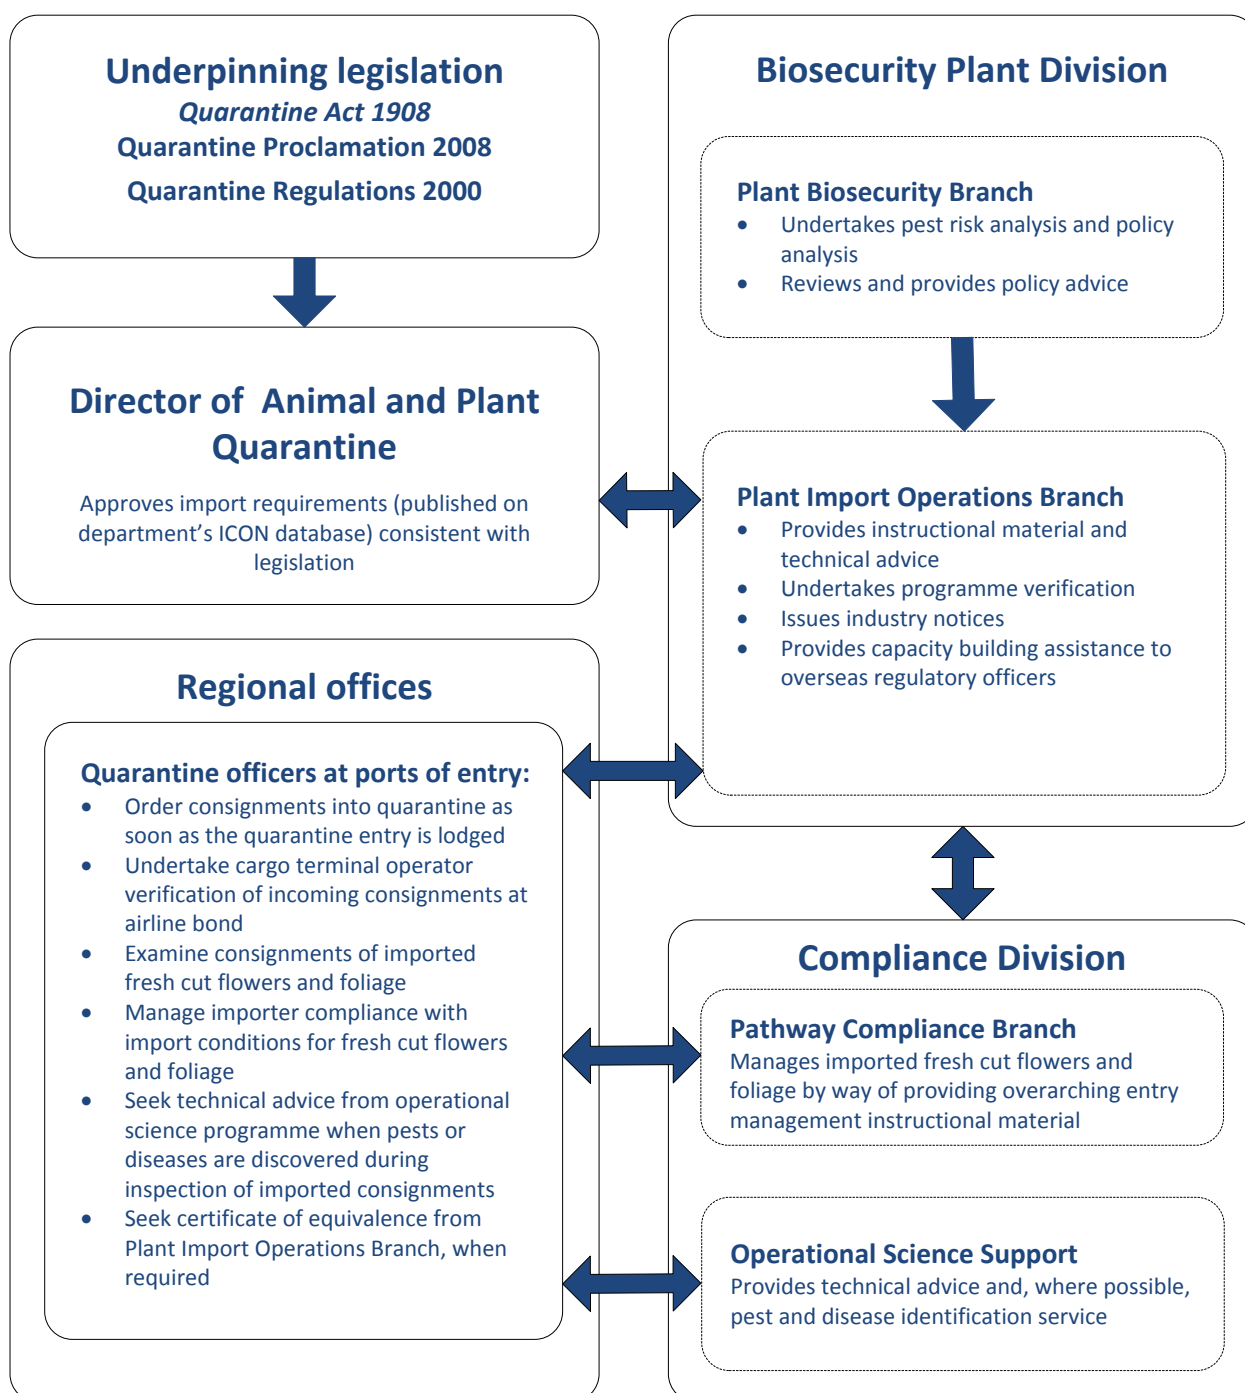 Underpinning legislation
Quarantine Act 1908
Quarantine Proclamation 2008
Quarantine Regulations 2000
Director of  Animal and Plant
Quarantine
Approves import requirements (published on
department’s ICON database) consistent with
legislation
Regional offices
Quarantine officers at ports of entry:
• Order consignments into quarantine as
soon as the quarantine entry is lodged
• Undertake cargo terminal operator
verification of incoming consignments at
airline bond
• Examine consignments of imported
fresh cut flowers and foliage
• Manage importer compliance with
import conditions for fresh cut flowers
and foliage
• Seek technical advice from operational
science programme when pests or
diseases are discovered during
inspection of imported consignments
• Seek certificate of equivalence from
Plant Import Operations Branch, when
required
Biosecurity Plant Division
Plant Biosecurity Branch
• Undertakes pest risk analysis and policy
analysis
• Reviews and provides policy advice
Plant Import Operations Branch
• Provides instructional material and
technical advice
• Undertakes programme verification
• Issues industry notices
• Provides capacity building assistance to
overseas regulatory officers
Compliance Division
Pathway Compliance Branch
Manages imported fresh cut flowers and
foliage by way of providing overarching entry
management instructional material
Operational Science Support
Provides technical advice and, where possible,
pest and disease identification service